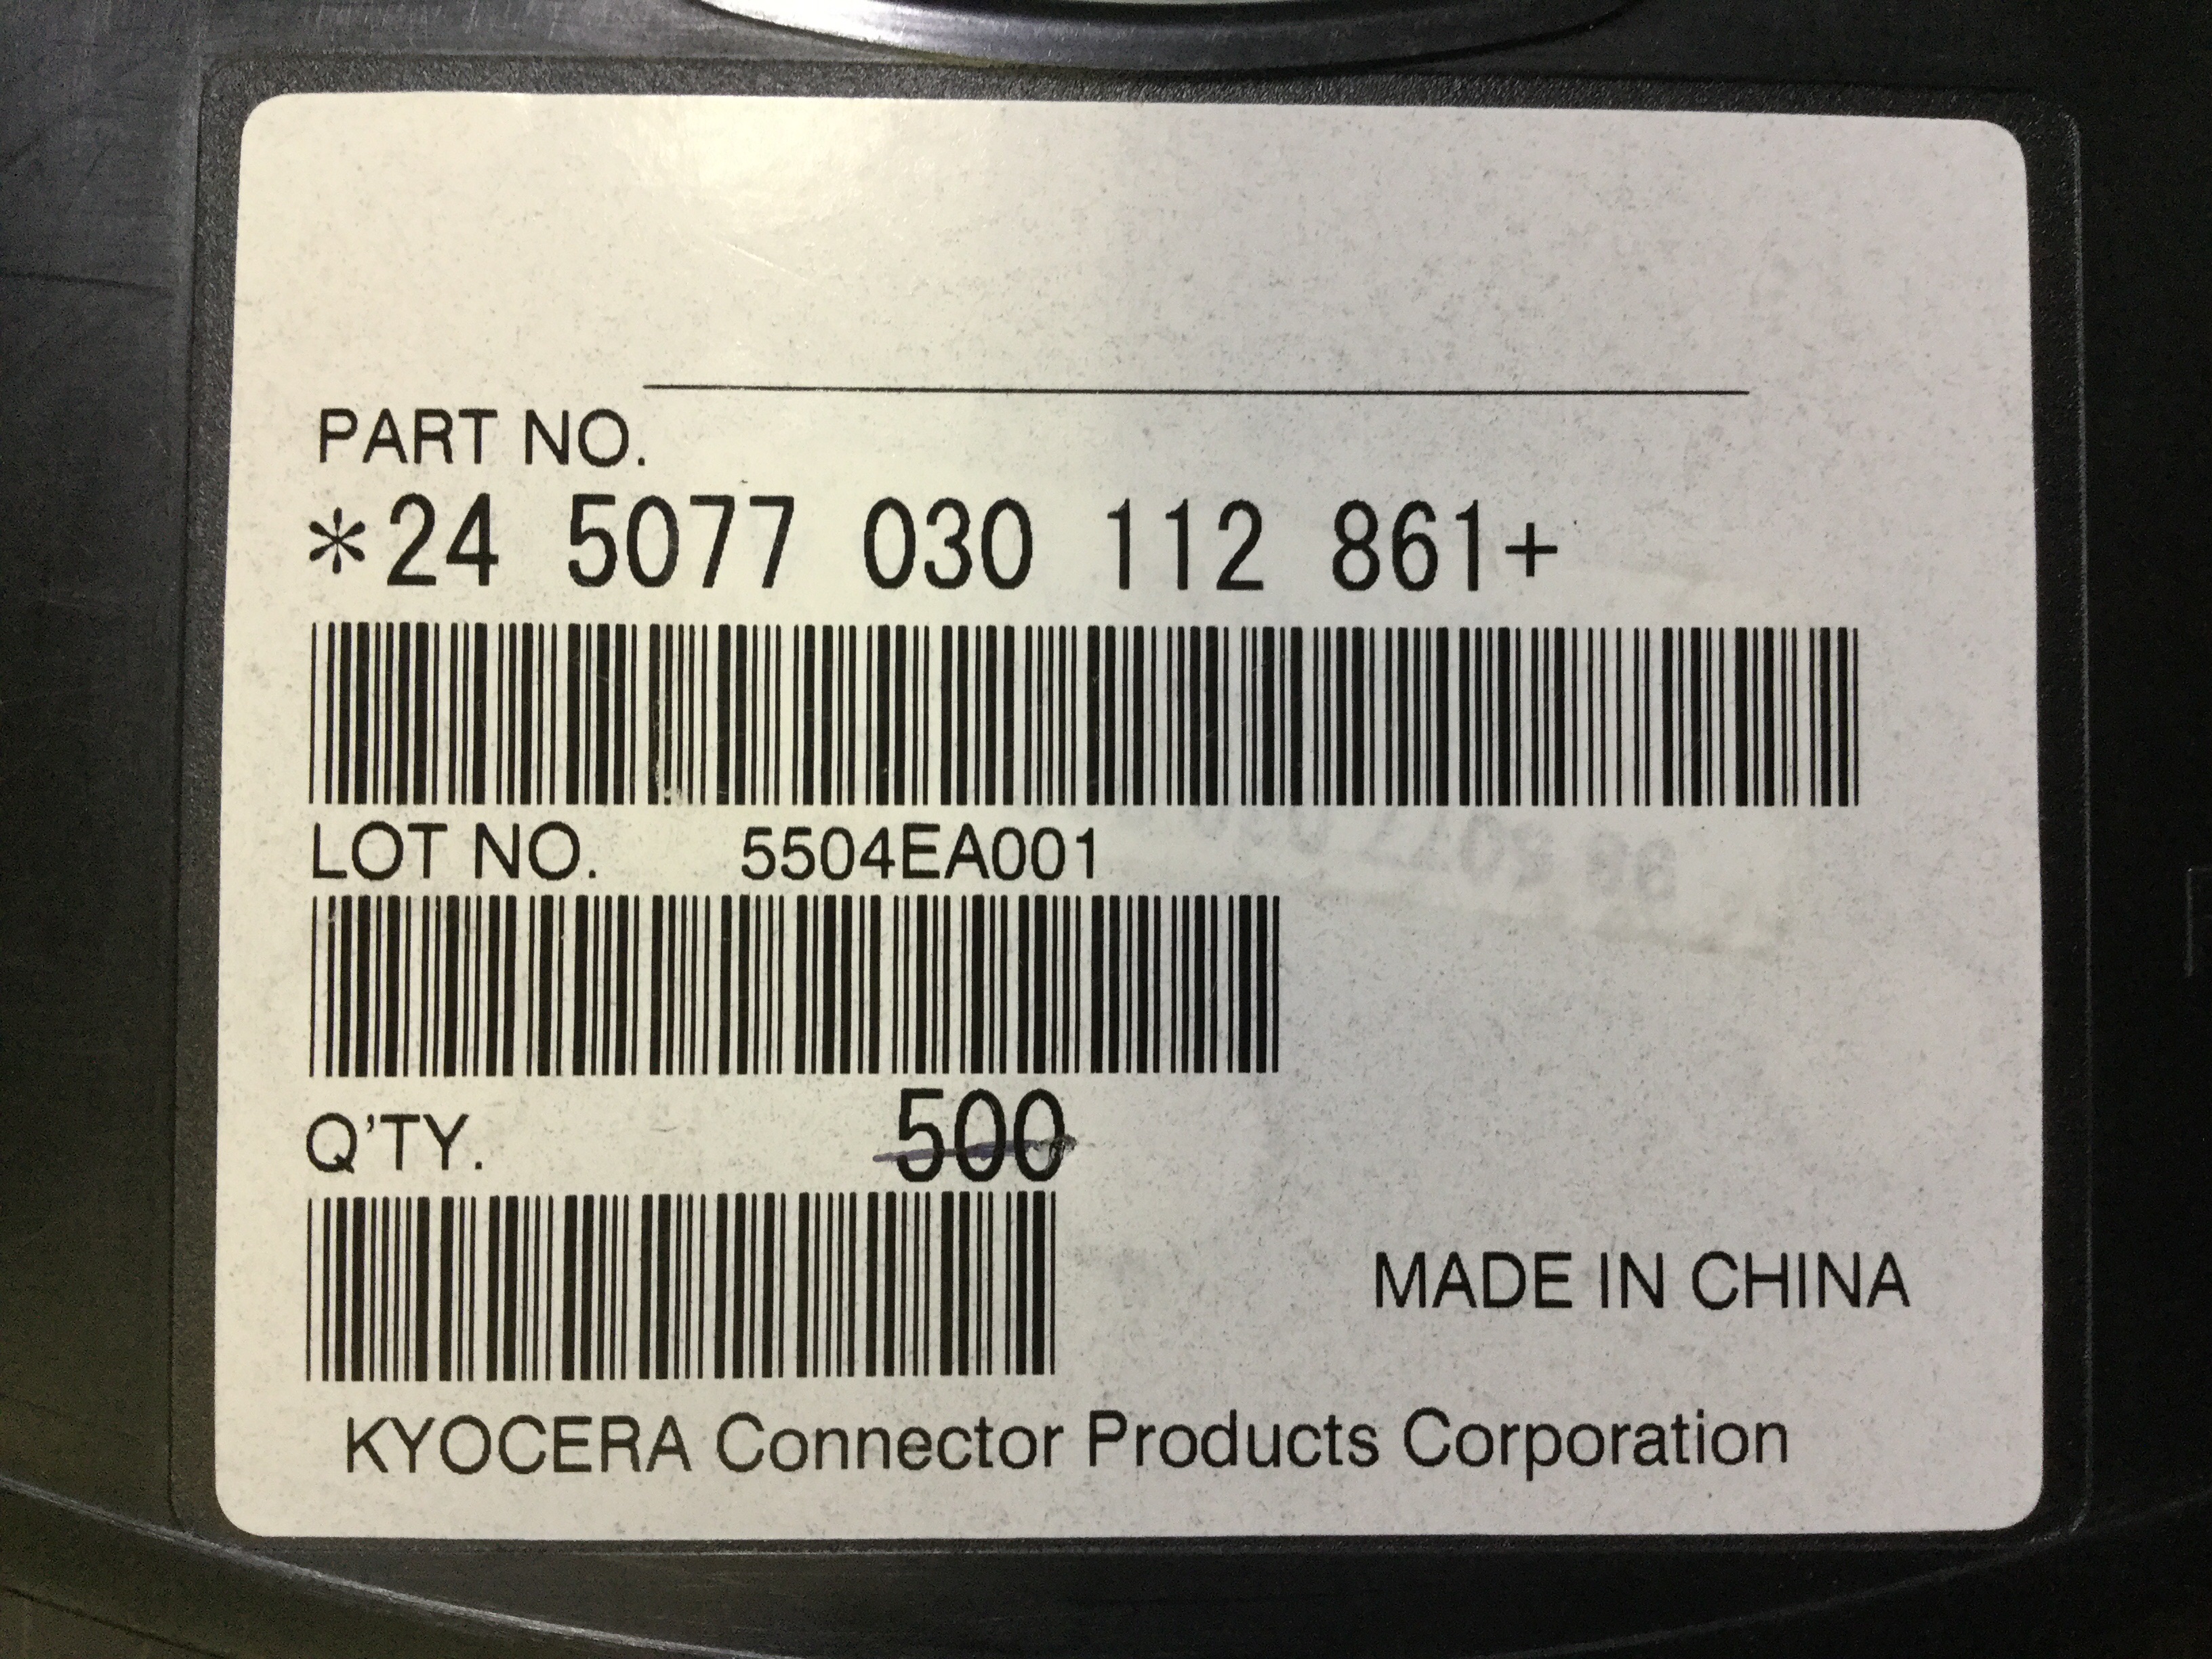 PART NO.
*24 5077 030 112 861+
LOT NO. 5504EA001
Q'TY. 500
MADE IN CHINA
KYOCERA Connector Products Corporation